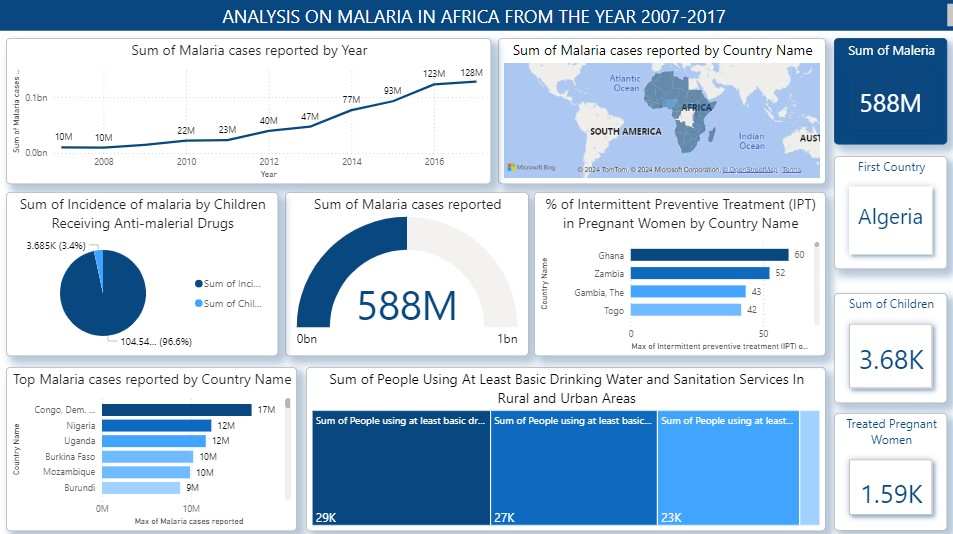 ANALYSIS ON MALARIA IN AFRICA FROM THE YEAR 2007-2017
Sum of Malaria cases reported by Year
Sum of Malaria cases ...
0.1bn
0.0bn
10M
10M
22M
23M
40M
47M
77M
93M
123M
128M
2008
2010
2012
2014
2016
Year
Sum of Malaria cases reported by Country Name
Atlantic
Ocean
AFRICA
SOUTH AMERICA
Indian
Ocean
AUST
Microsoft Bing
© 2024 TomTom, © 2024 Microsoft Corporation, © OpenStreetMap Terms
Sum of Maleria
588M
First Country
Algeria
Sum of Incidence of malaria by Children
Receiving Anti-malerial Drugs
3.685K (3.4%)
104.54... (96.6%)
Sum of Inci...
Sum of Chil...
Sum of Malaria cases reported
588M
0bn
1bn
% of Intermittent Preventive Treatment (IPT)
in Pregnant Women by Country Name
Country Name
Ghana
60
Zambia
52
Gambia, The
43
Togo
42
0
50
Max of Intermittent preventive treatment (IPT) o...
Sum of Children
3.68K
Top Malaria cases reported by Country Name
Country Name
Congo, Dem. ...
17M
Nigeria
12M
Uganda
12M
Burkina Faso
10M
Mozambique
10M
Burundi
9M
0M
10M
Max of Malaria cases reported
Sum of People Using At Least Basic Drinking Water and Sanitation Services In
Rural and Urban Areas
Sum of People using at least basic dr...
Sum of People using at least basic...
Sum of People using at least...
29K
27K
23K
Treated Pregnant
Women
1.59K